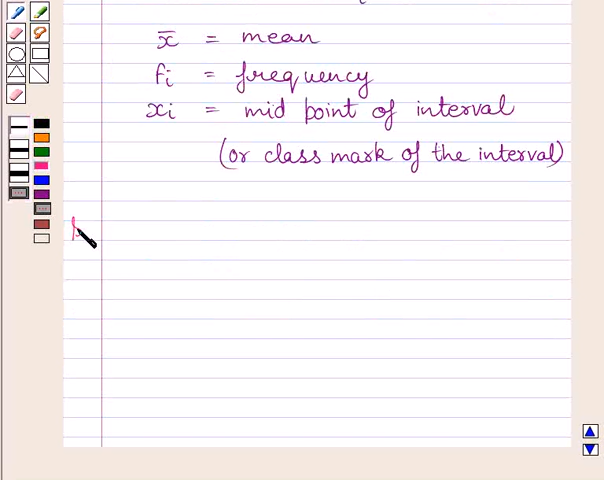 x̄ = mean
fi = frequency
xi = mid point of interval
(or class mark of the interval)